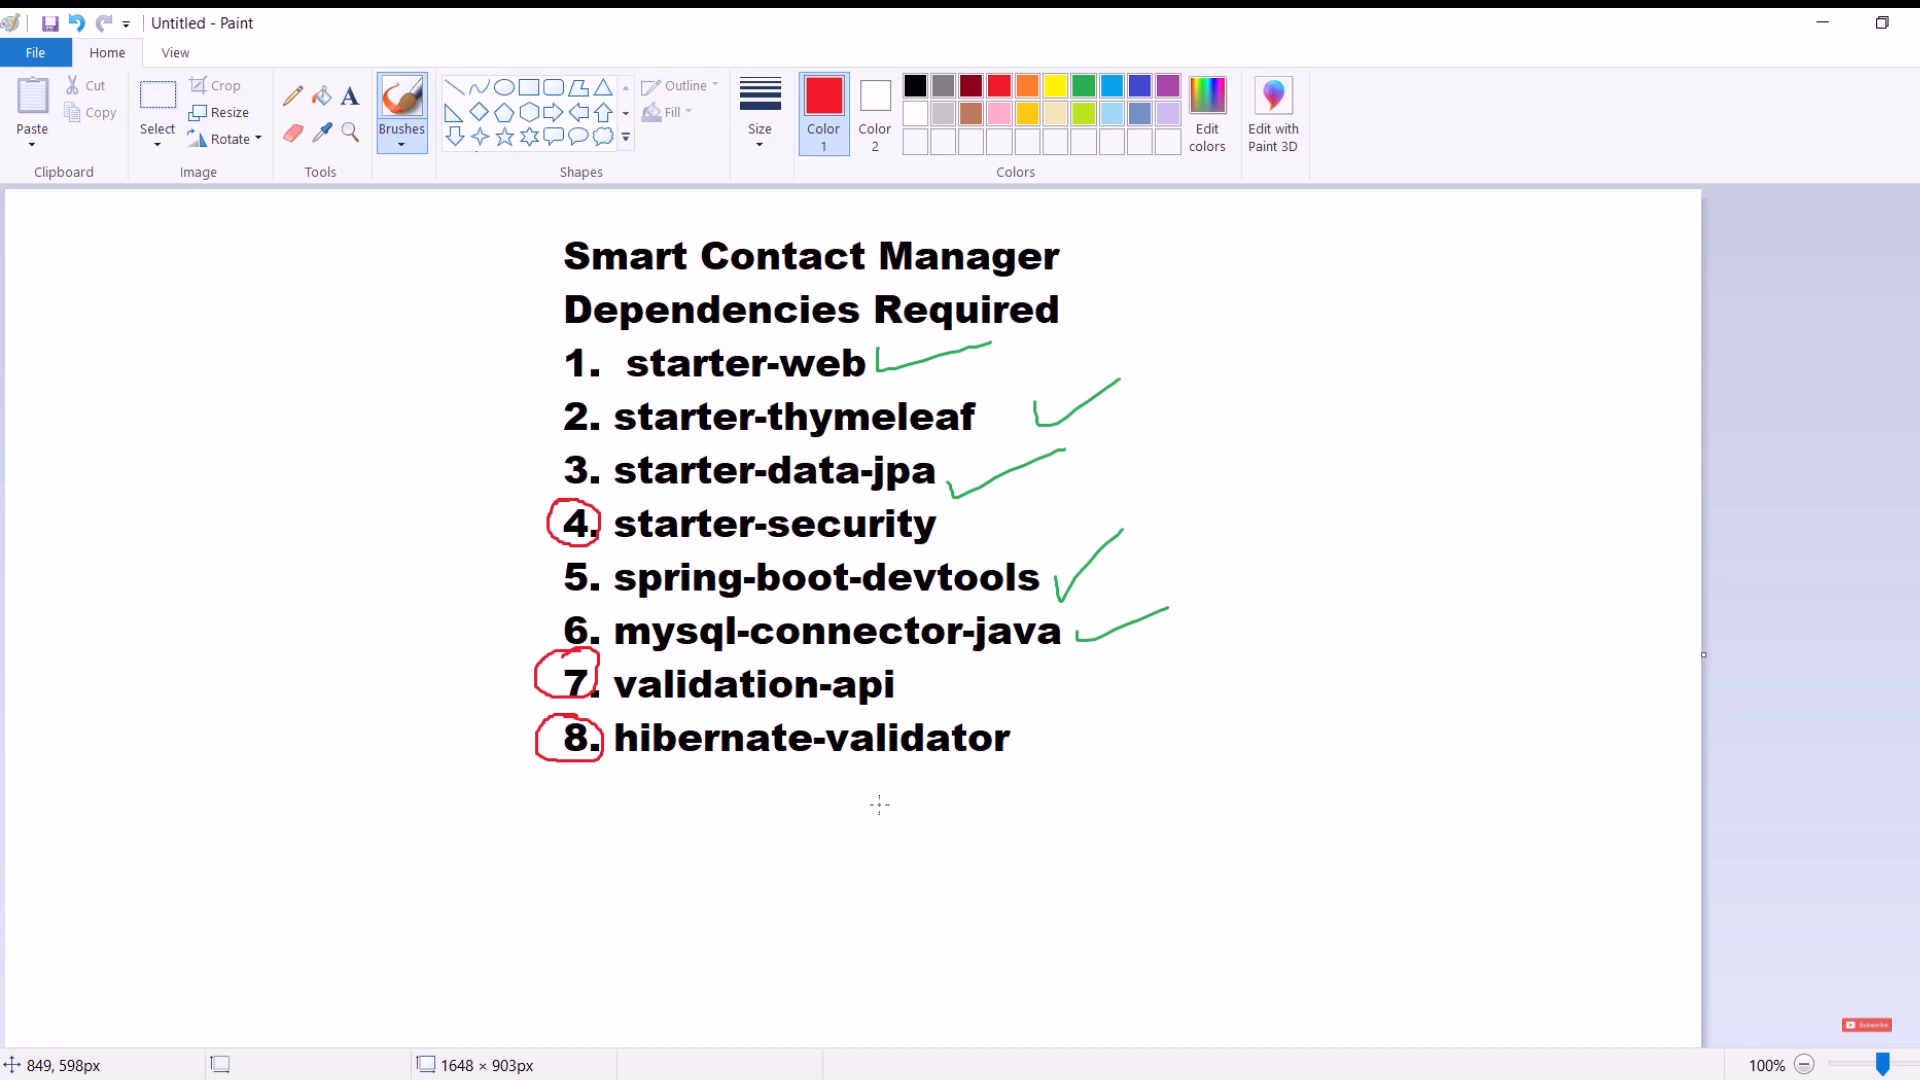 Untitled - Paint
File Home View
Paste Cut Copy Select Crop Resize Rotate Brushes Outline Fill Size Color 1 Color 2 Edit colors Edit with Paint 3D
Clipboard Image Tools Shapes Colors
Smart Contact Manager
Dependencies Required
1. starter-web
2. starter-thymeleaf
3. starter-data-jpa
4. starter-security
5. spring-boot-devtools
6. mysql-connector-java
7. validation-api
8. hibernate-validator
Subscribe
849, 598px 1648 × 903px 100%